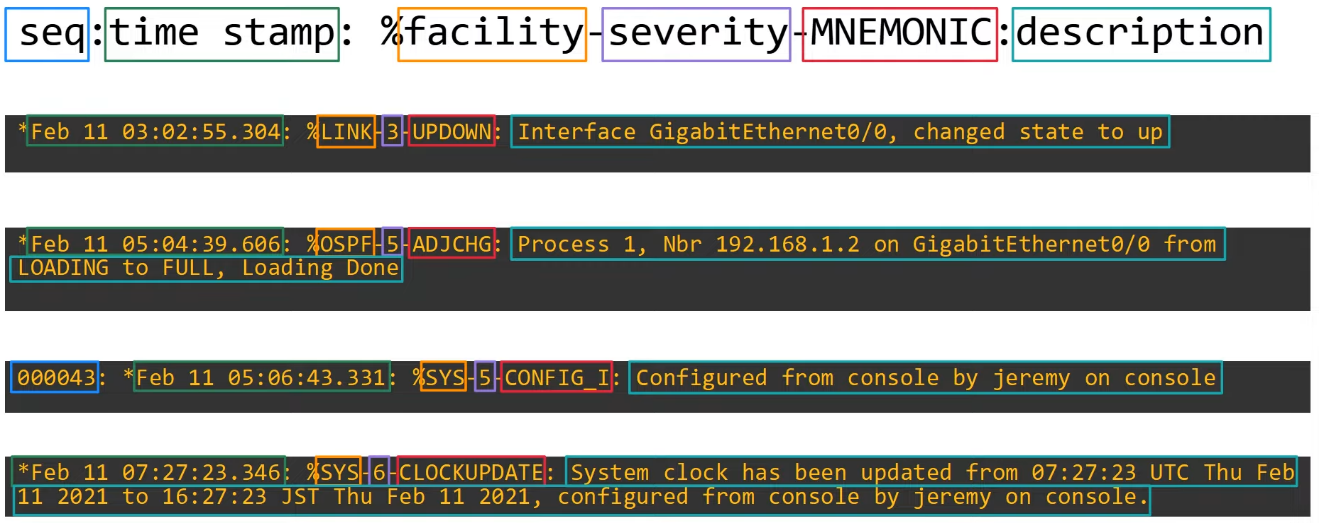 seq:time stamp: %facility-severity-MNEMONIC:description
*Feb 11 03:02:55.304: %LINK-3-UPDOWN: Interface GigabitEthernet0/0, changed state to up
*Feb 11 05:04:39.606: %OSPF-5-ADJCHG: Process 1, Nbr 192.168.1.2 on GigabitEthernet0/0 from
LOADING to FULL, Loading Done
000043: *Feb 11 05:06:43.331: %SYS-5-CONFIG_I: Configured from console by jeremy on console
*Feb 11 07:27:23.346: %SYS-6-CLOCKUPDATE: System clock has been updated from 07:27:23 UTC Thu Feb
11 2021 to 16:27:23 JST Thu Feb 11 2021, configured from console by jeremy on console.